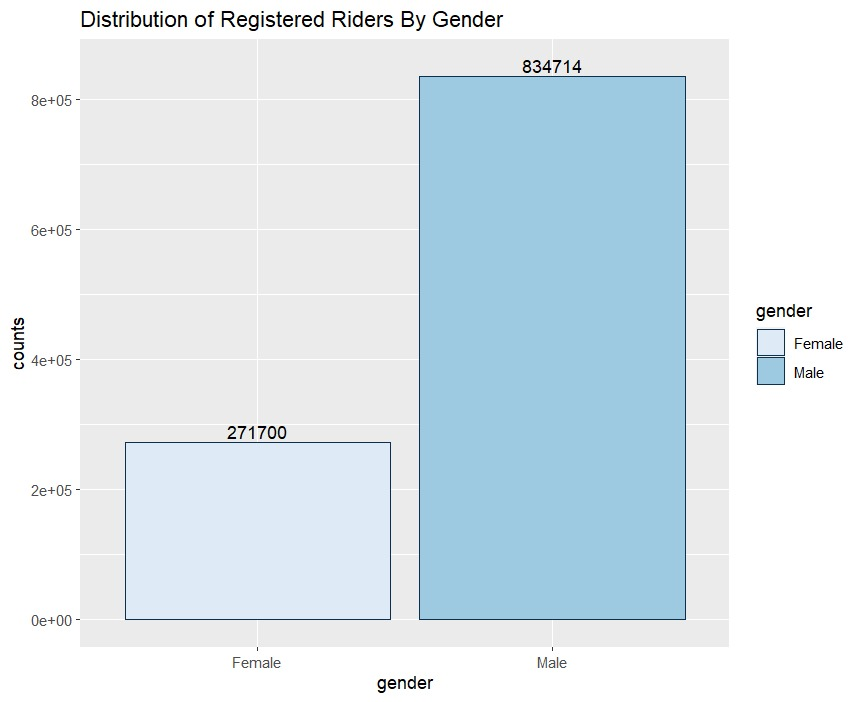 Distribution of Registered Riders By Gender
834714
8e+05
6e+05
4e+05
2e+05
0e+00
271700
counts
Female
Male
gender
gender
Female
Male